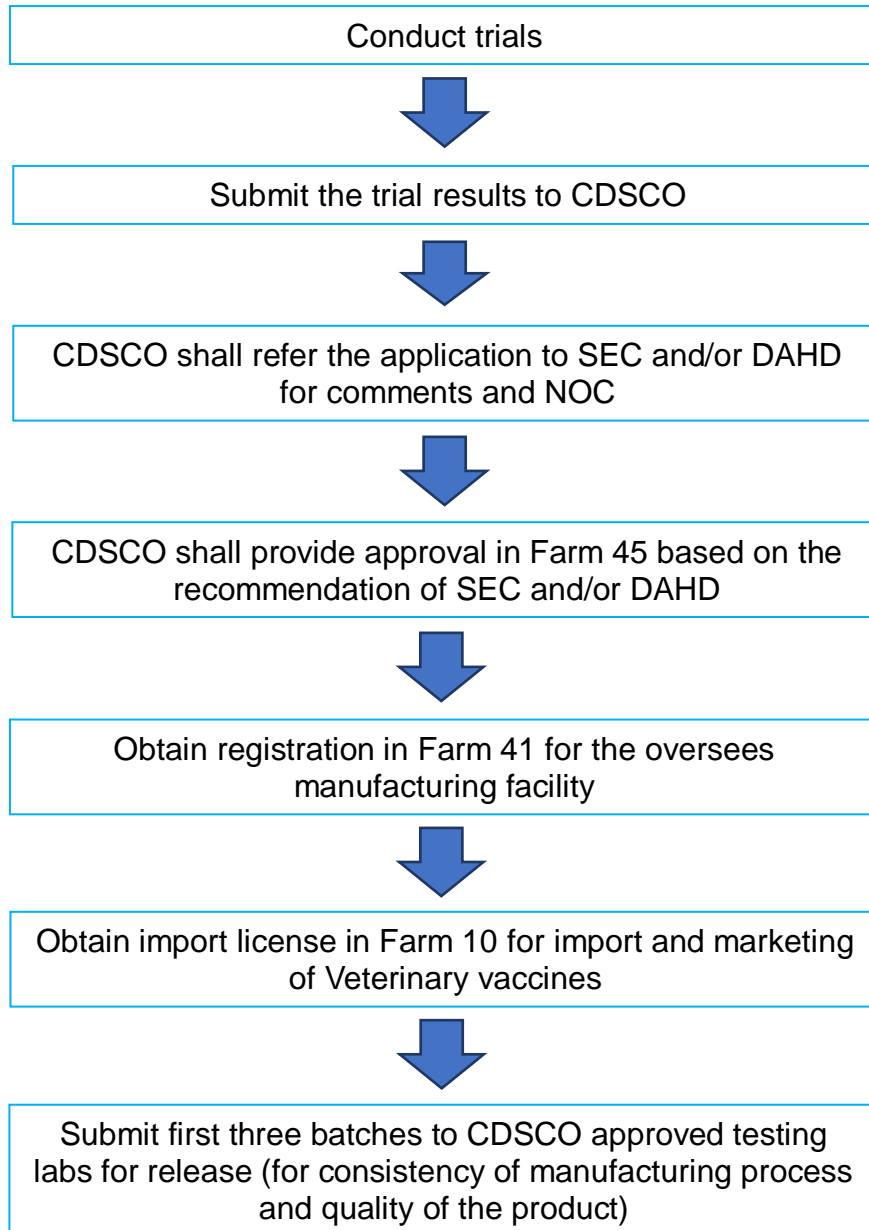 Conduct trials
Submit the trial results to CDSCO
CDSCO shall refer the application to SEC and/or DAHD
for comments and NOC
CDSCO shall provide approval in Farm 45 based on the
recommendation of SEC and/or DAHD
Obtain registration in Farm 41 for the oversees
manufacturing facility
Obtain import license in Farm 10 for import and marketing
of Veterinary vaccines
Submit first three batches to CDSCO approved testing
labs for release (for consistency of manufacturing process
and quality of the product)